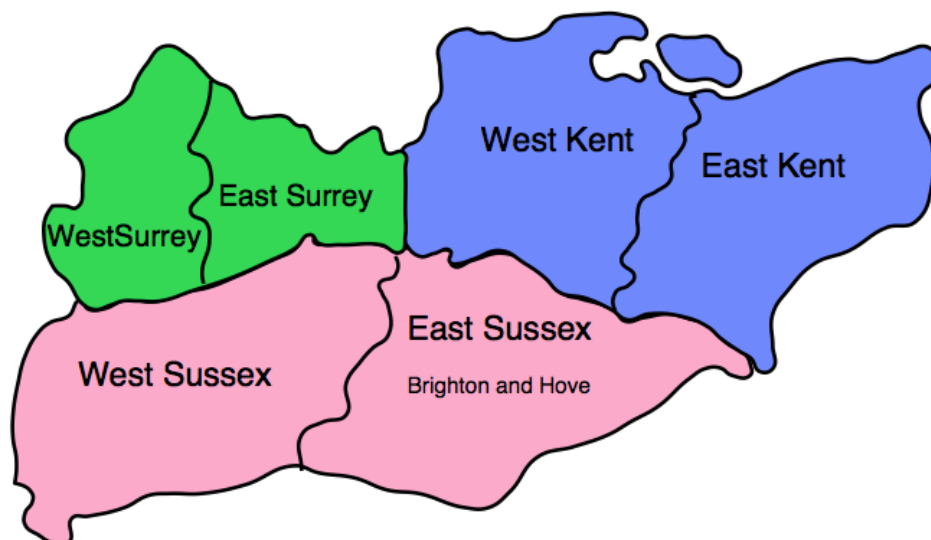 West Kent
East Kent
East Surrey
WestSurrey
East Sussex
West Sussex
Brighton and Hove